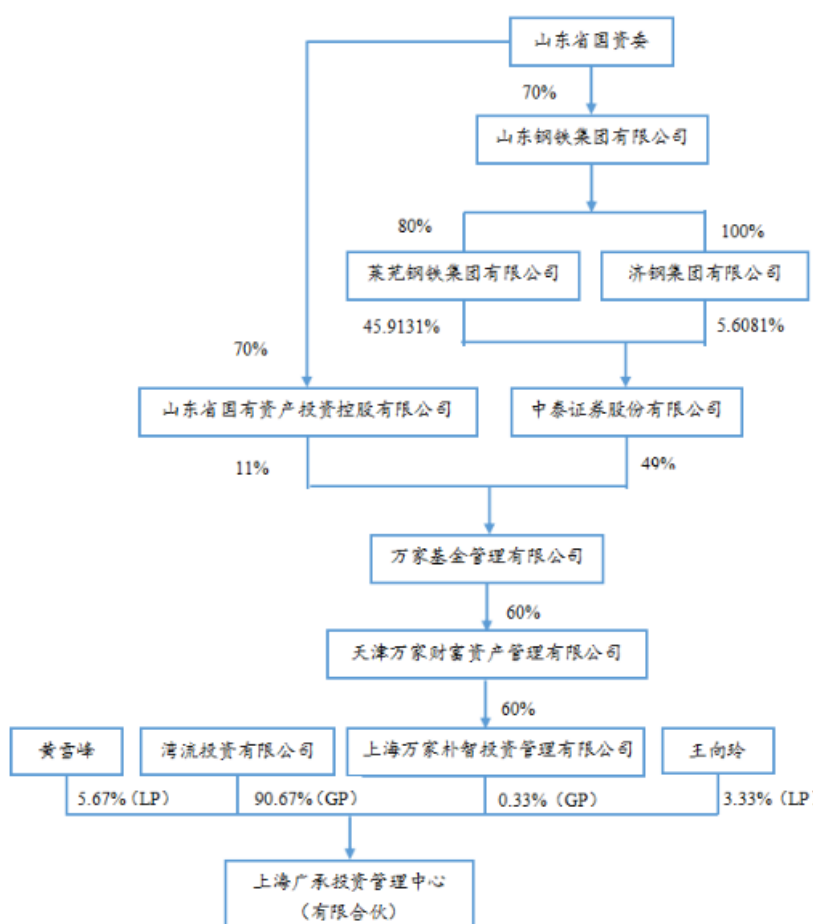 山东省国资委
70%
山东钢铁集团有限公司
80%
100%
莱芜钢铁集团有限公司
济钢集团有限公司
45.9131%
5.6081%
70%
山东省国有资产投资控股有限公司
中泰证券股份有限公司
11%
49%
万家基金管理有限公司
60%
天津万家财富资产管理有限公司
60%
黄雪峰
湾流投资有限公司
上海万家朴智投资管理有限公司
王向玲
5.67%（LP）
90.67%（GP）
0.33%（GP）
3.33%（LP
上海广承投资管理中心
（有限合伙）